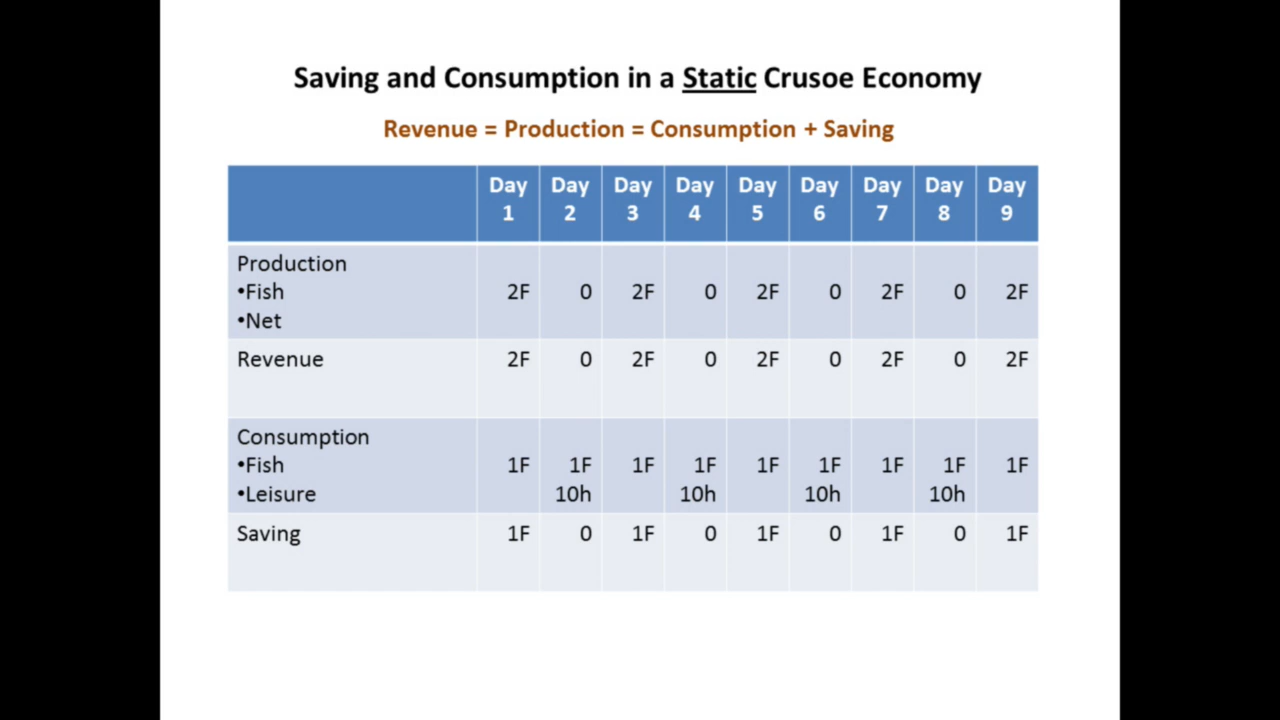 Saving and Consumption in a Static Crusoe Economy
Revenue = Production = Consumption + Saving
Day 1 Day 2 Day 3 Day 4 Day 5 Day 6 Day 7 Day 8 Day 9
Production
•Fish 2F 0 2F 0 2F 0 2F 0 2F
•Net
Revenue 2F 0 2F 0 2F 0 2F 0 2F
Consumption
•Fish 1F 1F 1F 1F 1F 1F 1F 1F 1F
•Leisure 10h 10h 10h 10h
Saving 1F 0 1F 0 1F 0 1F 0 1F